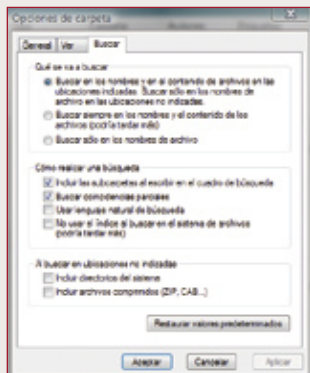 Opciones de carpeta
General Ver Buscar
Qué se va a buscar
Buscar en los nombres y en el contenido de archivos en las
ubicaciones indizadas. Buscar sólo en los nombres de
archivo en las ubicaciones no indizadas.
Buscar siempre en los nombres y el contenido de los
archivos (podría tardar más)
Buscar sólo en los nombres de archivo
Cómo realizar una búsqueda
Incluir las subcarpetas al escribir en el cuadro de búsqueda
Buscar coincidencias parciales
Usar lenguaje natural de búsqueda
No usar el índice al buscar en el sistema de archivos
(podría tardar más)
Al buscar en ubicaciones no indizadas
Incluir directorios del sistema
Incluir archivos comprimidos (ZIP, CAB...)
Restaurar valores predeterminados
Aceptar Cancelar Aplicar